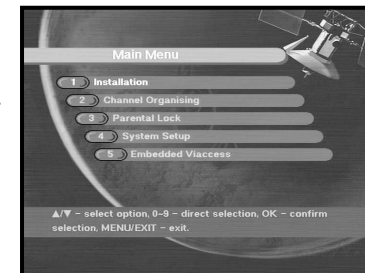 Main Menu
1 Installation
2 Channel Organising
3 Parental Lock
4 System Setup
5 Embedded Viaccess
▲/▼ – select option, 0–9 – direct selection, OK – confirm
selection, MENU/EXIT – exit.